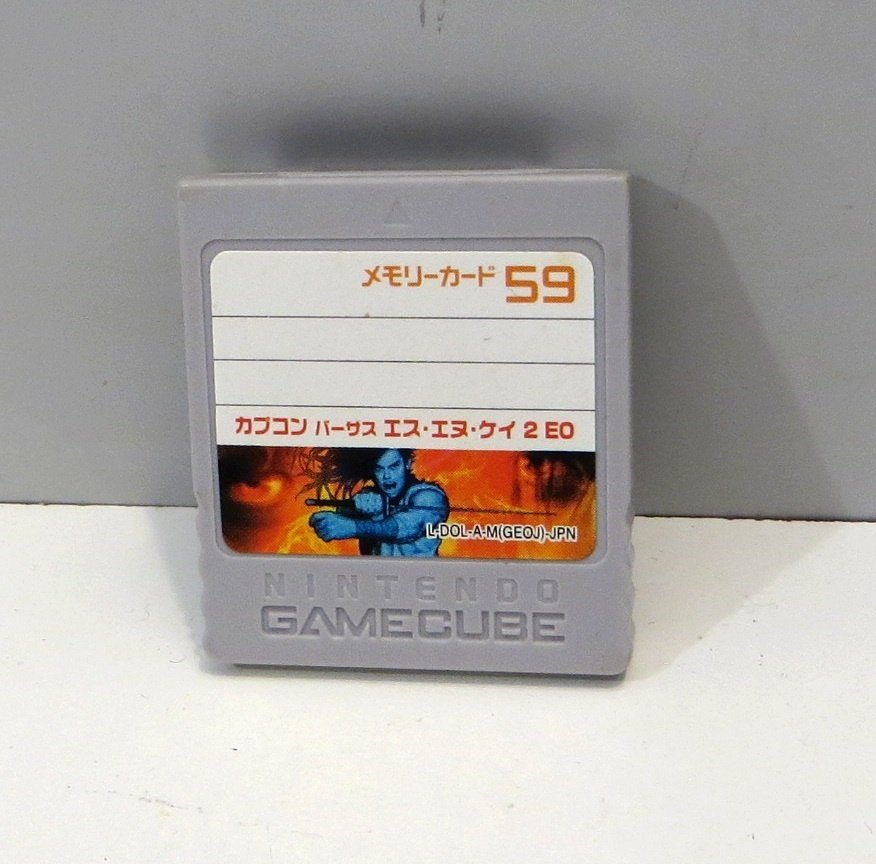 メモリーカード 59
カプコン バーサス エス・エヌ・ケイ 2 EO
L-DOL-A-M(GEOJ)-JPN
NINTENDO
GAMECUBE